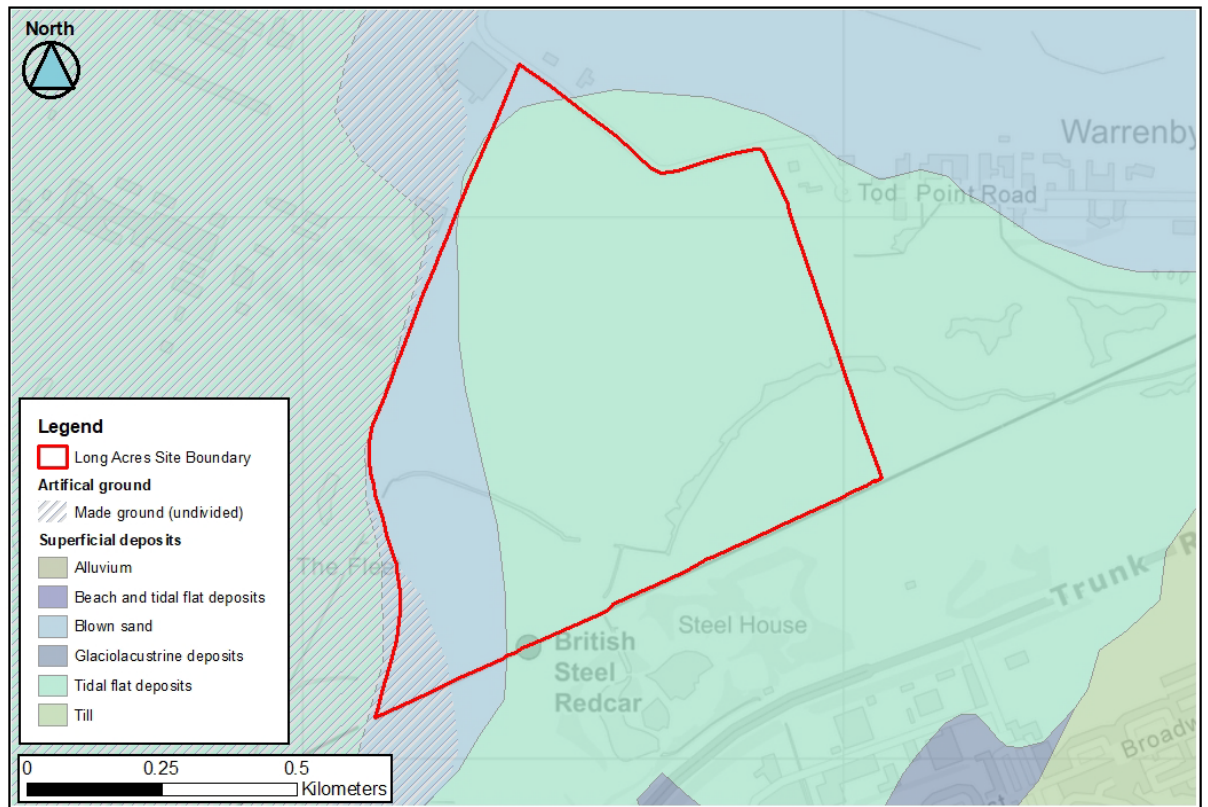 North
Warrenby
Tod Point Road
Legend
Long Acres Site Boundary
Artifical ground
Made ground (undivided)
Superficial deposits
Alluvium
Beach and tidal flat deposits
Blown sand
Glaciolacustrine deposits
Tidal flat deposits
Till
The Flee
Trunk R
Steel House
British
Steel
Redcar
Broadw
0 0.25 0.5
Kilometers